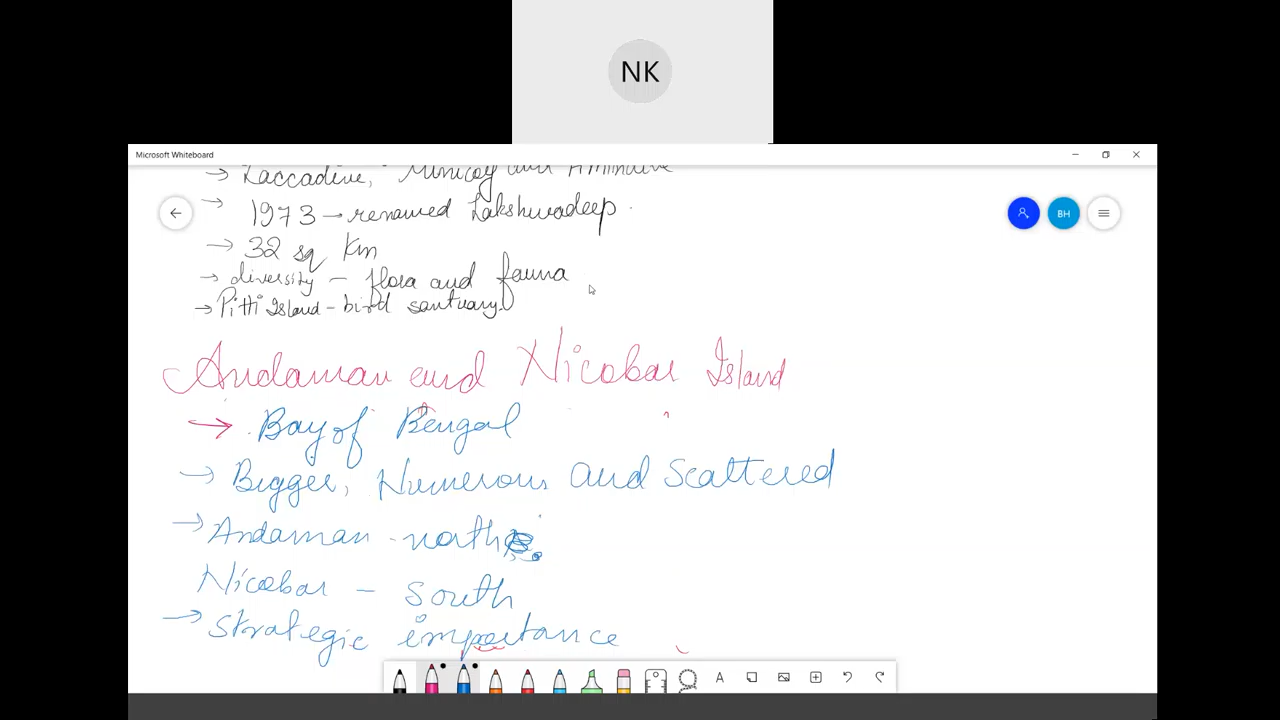 NK
Microsoft Whiteboard
→ Laccadive, Minicoy and Aminidive
→ 1973 → renamed Lakshwadeep.
BH
→ 32 sq Km
→ diversity - flora and fauna
→ Pitti Island - bird santuary.
Andaman and Nicobar Island
→ Bay of Bengal
→ Bigger, Numerous and Scattered
→ Andaman - north
Nicobar - south
→ Strategic importance
A